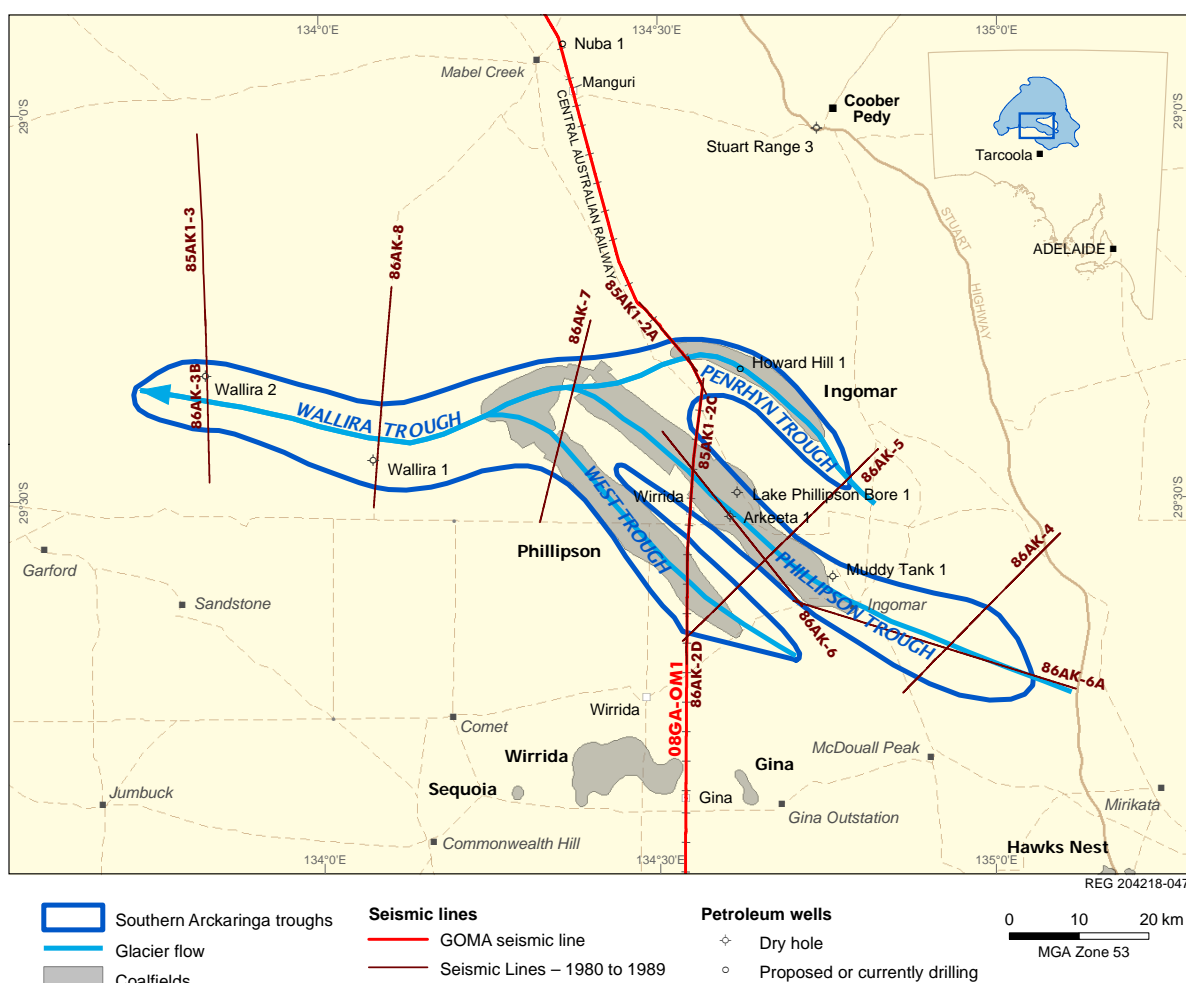 134°0'E
134°30'E
135°0'E
Nuba 1
Mabel Creek
Manguri
CENTRAL AUSTRALIAN RAILWAY
Coober
Pedy
Stuart Range 3
29°0'S
29°0'S
Tarcoola
ADELAIDE
STUART
HIGHWAY
85AK1-3
86AK-8
86AK-7
85AK1-2A
Howard Hill 1
Ingomar
PENRHYN TROUGH
86AK-3B
Wallira 2
WALLIRA TROUGH
85AK1-2C
86AK-5
Wallira 1
29°30'S
29°30'S
WEST TROUGH
Wirrida
Lake Phillipson Bore 1
Arkeeta 1
86AK-4
Phillipson
Garford
Muddy Tank 1
PHILLIPSON TROUGH
Ingomar
Sandstone
86AK-6
86AK-6A
86AK-2D
08GA-OM1
Wirrida
Comet
McDouall Peak
Wirrida
Gina
Sequoia
Jumbuck
Gina
Gina Outstation
Mirikata
Commonwealth Hill
Hawks Nest
134°0'E
134°30'E
135°0'E
REG 204218-047
Southern Arckaringa troughs
Glacier flow
Coalfields
Seismic lines
GOMA seismic line
Seismic Lines – 1980 to 1989
Petroleum wells
Dry hole
Proposed or currently drilling
0 10 20 km
MGA Zone 53